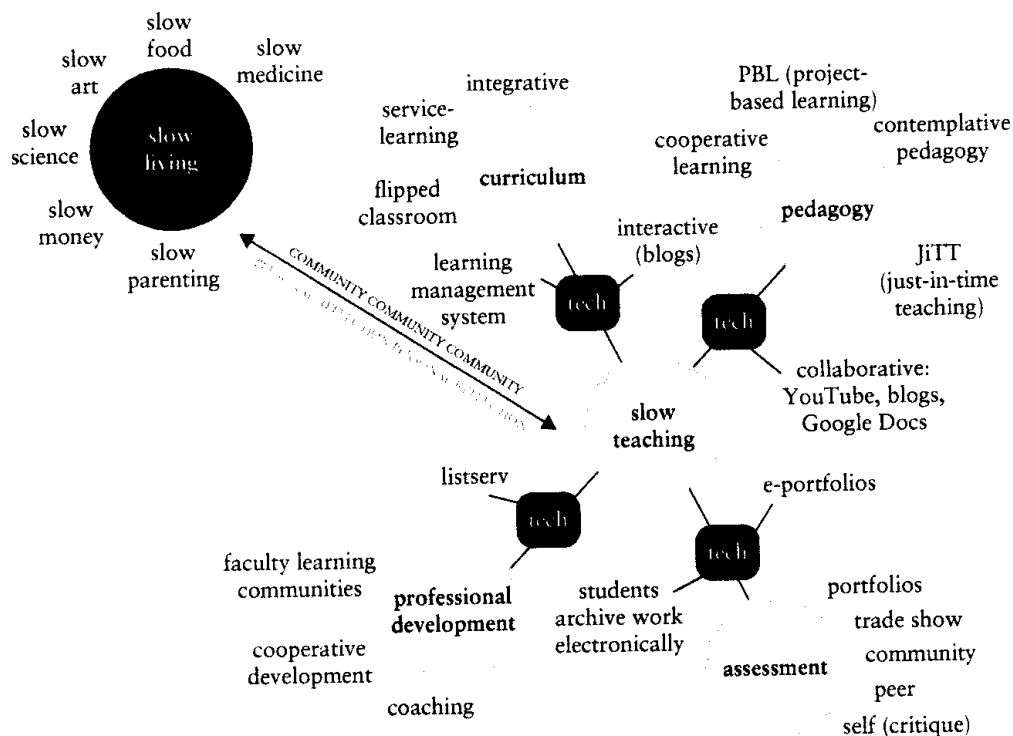 slow
food
slow
medicine
slow
art
slow
science
slow
living
slow
money
slow
parenting
COMMUNITY COMMUNITY COMMUNITY
integrative
service-
learning
curriculum
flipped
classroom
learning
management
system
interactive
(blogs)
tech
PBL (project-
based learning)
contemplative
pedagogy
cooperative
learning
pedagogy
JiTT
(just-in-time
teaching)
tech
collaborative:
YouTube, blogs,
Google Docs
slow
teaching
listserv
tech
faculty learning
communities
professional
development
cooperative
development
coaching
e-portfolios
tech
students
archive work
electronically
assessment
portfolios
trade show
community
peer
self (critique)